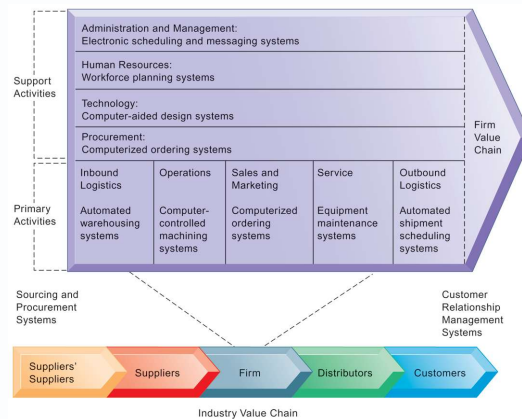 Administration and Management:
Electronic scheduling and messaging systems
Human Resources:
Workforce planning systems
Technology:
Computer-aided design systems
Procurement:
Computerized ordering systems
Support
Activities
Firm
Value
Chain
Inbound
Logistics
Automated
warehousing
systems
Operations
Computer-
controlled
machining
systems
Sales and
Marketing
Computerized
ordering
systems
Service
Equipment
maintenance
systems
Outbound
Logistics
Automated
shipment
scheduling
systems
Primary
Activities
Sourcing and
Procurement
Systems
Customer
Relationship
Management
Systems
Suppliers'
Suppliers
Suppliers
Firm
Distributors
Customers
Industry Value Chain